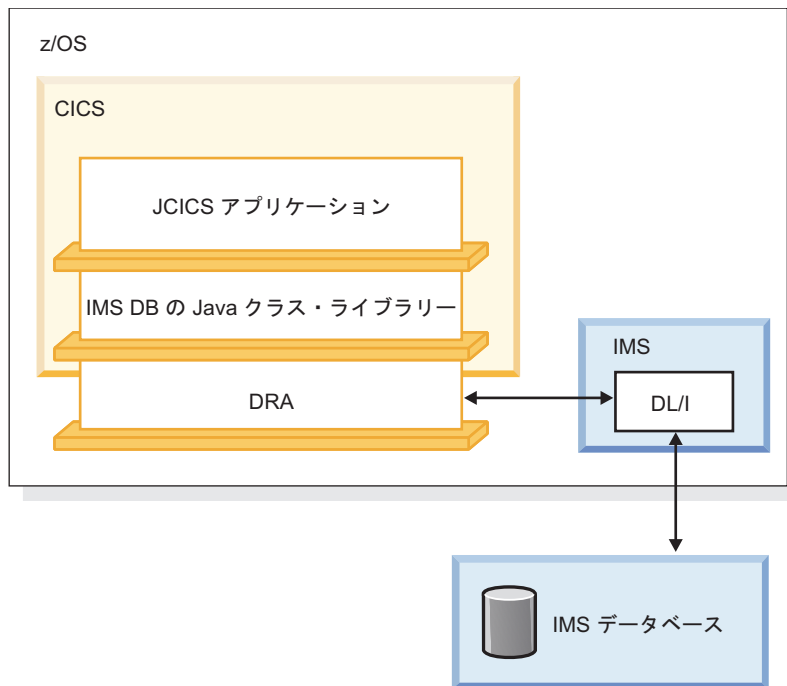 z/OS
CICS
JCICS アプリケーション
IMS DB の Java クラス・ライブラリー
DRA
IMS
DL/I
IMS データベース